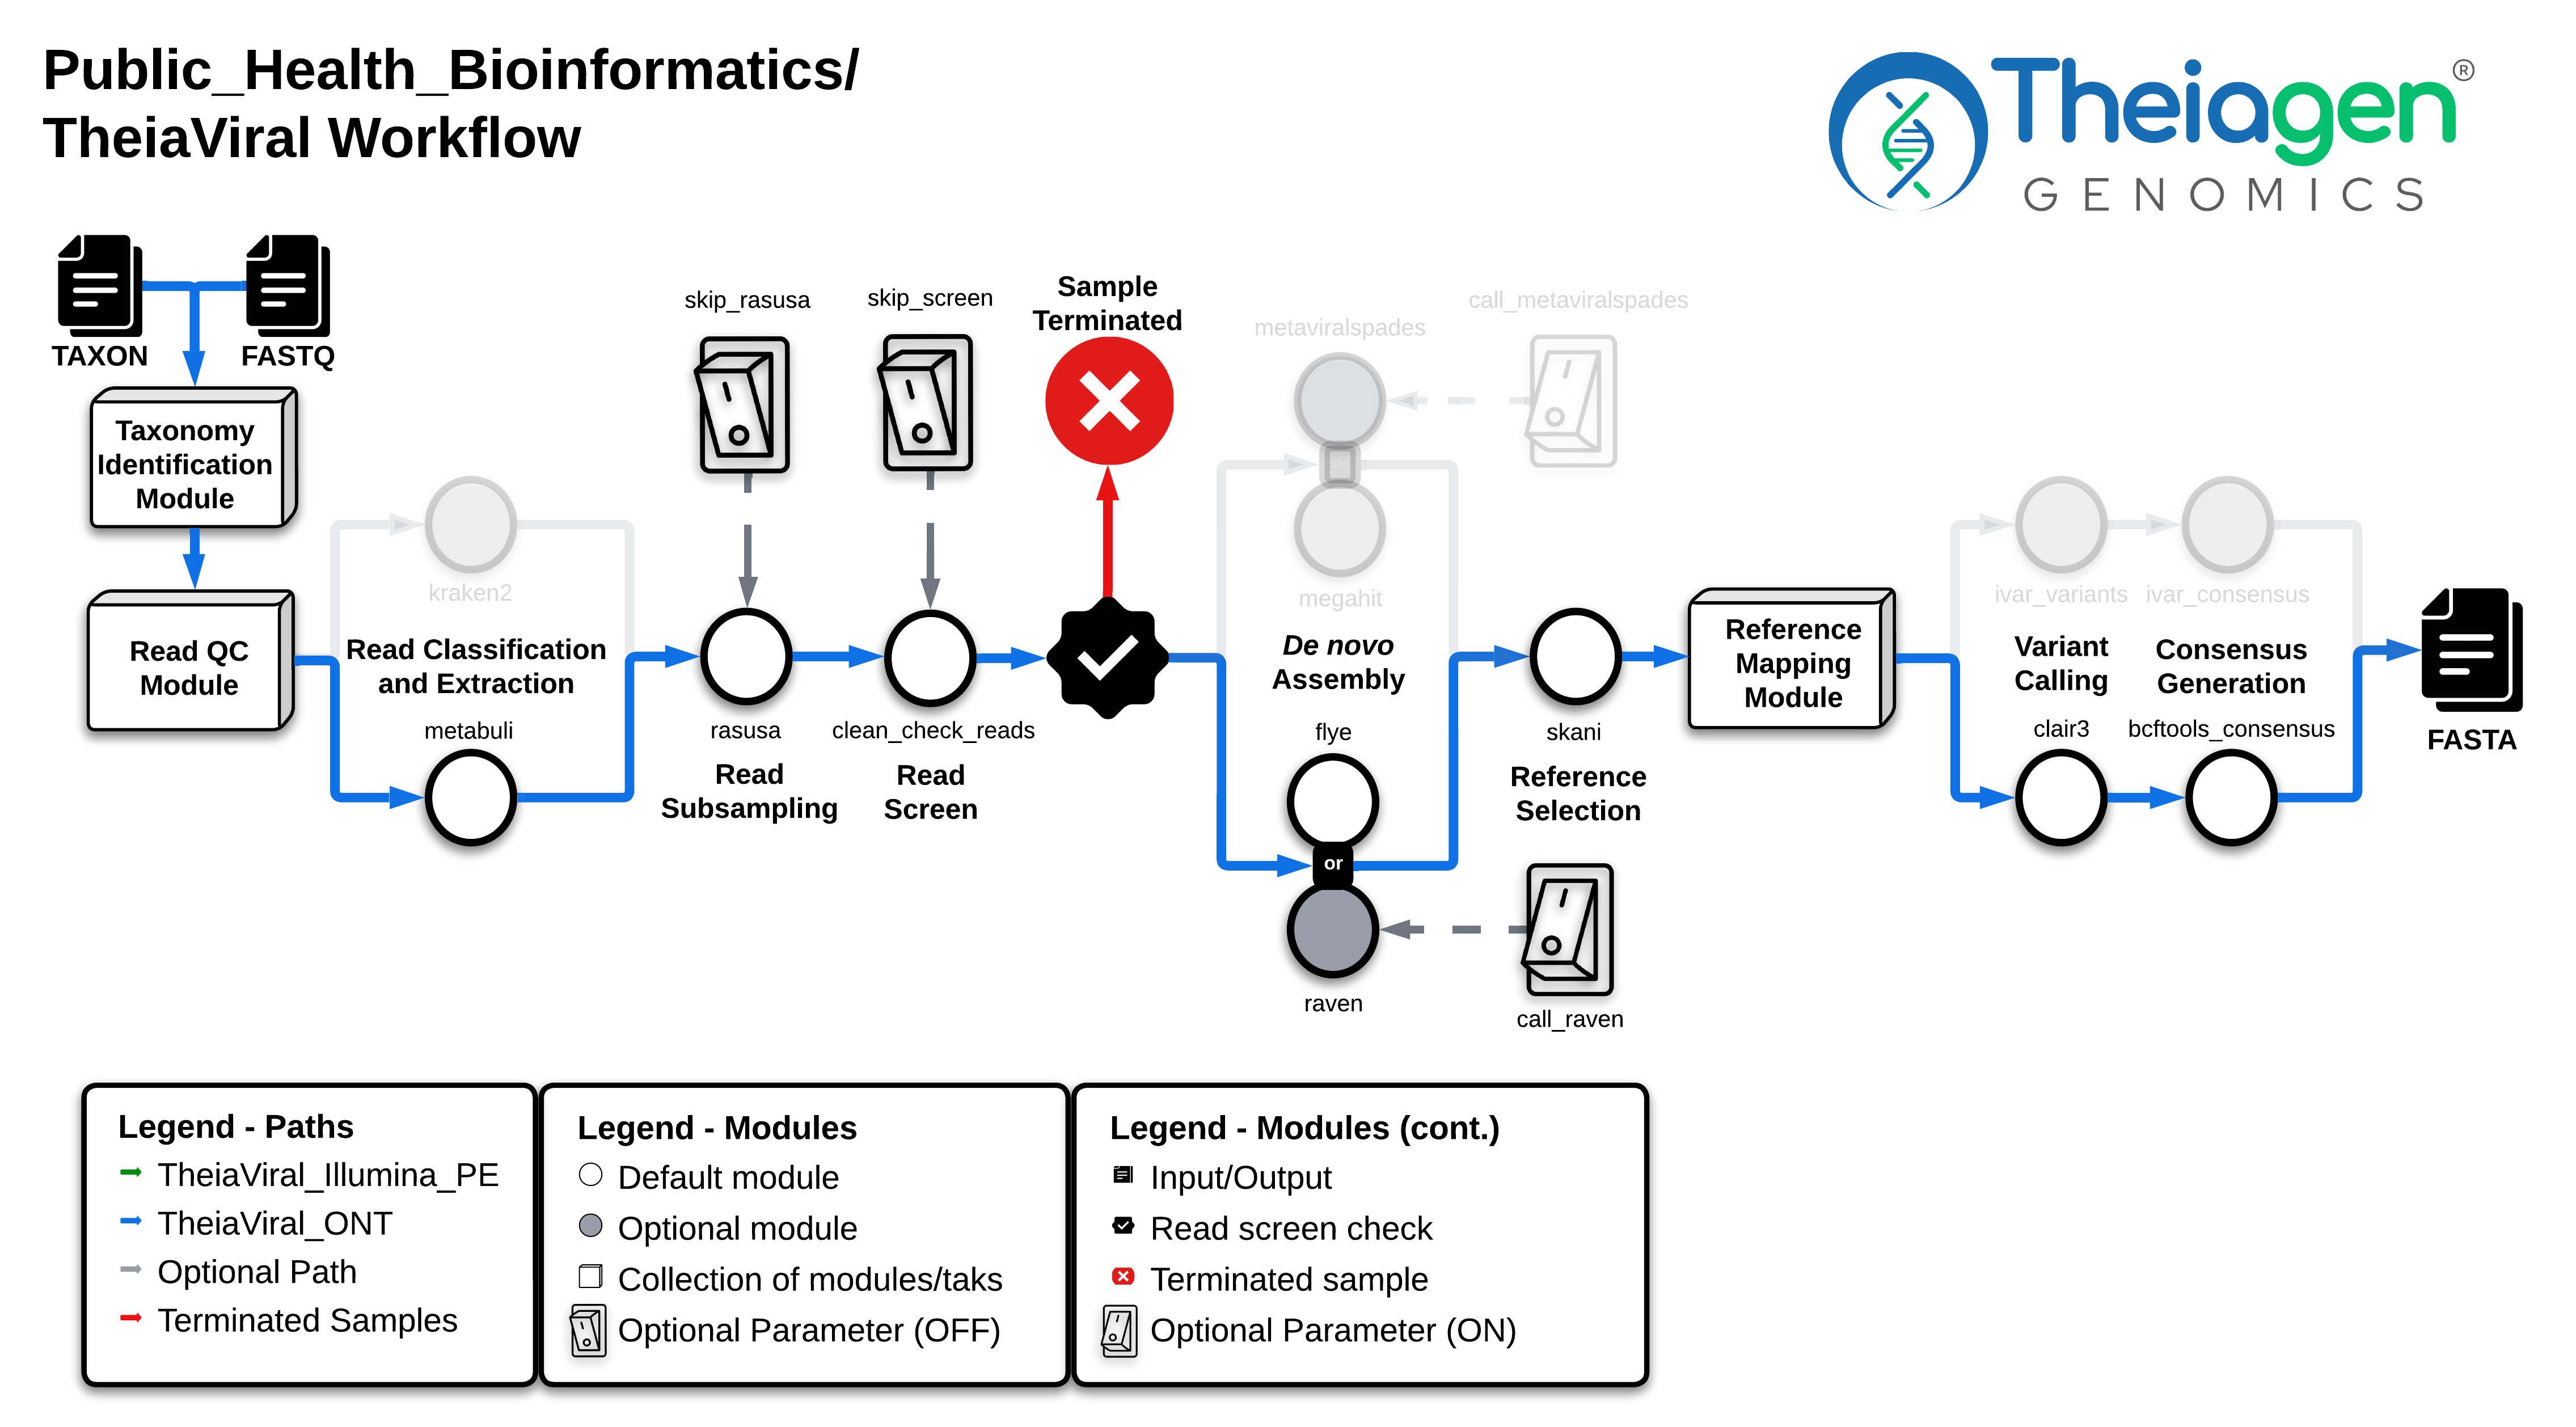 Public_Health_Bioinformatics/
TheiaViral Workflow
Theiagen®
GENOMICS
TAXON
FASTQ
Taxonomy
Identification
Module
Read QC
Module
kraken2
Read Classification
and Extraction
metabuli
skip_rasusa
rasusa
Read
Subsampling
skip_screen
clean_check_reads
Read
Screen
Sample
Terminated
metaviralspades
call_metaviralspades
megahit
De novo
Assembly
flye
or
raven
call_raven
skani
Reference
Selection
Reference
Mapping
Module
ivar_variants
ivar_consensus
Variant
Calling
Consensus
Generation
clair3
bcftools_consensus
FASTA
Legend - Paths
TheiaViral_Illumina_PE
TheiaViral_ONT
Optional Path
Terminated Samples
Legend - Modules
Default module
Optional module
Collection of modules/taks
Optional Parameter (OFF)
Legend - Modules (cont.)
Input/Output
Read screen check
Terminated sample
Optional Parameter (ON)